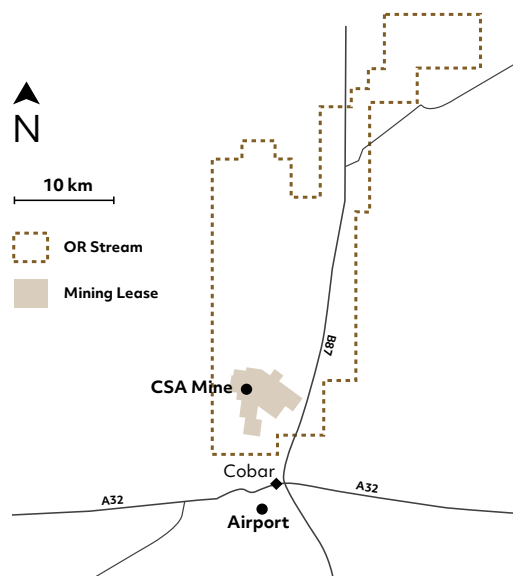 N
10 km
OR Stream
Mining Lease
B87
CSA Mine
Cobar
A32
A32
Airport